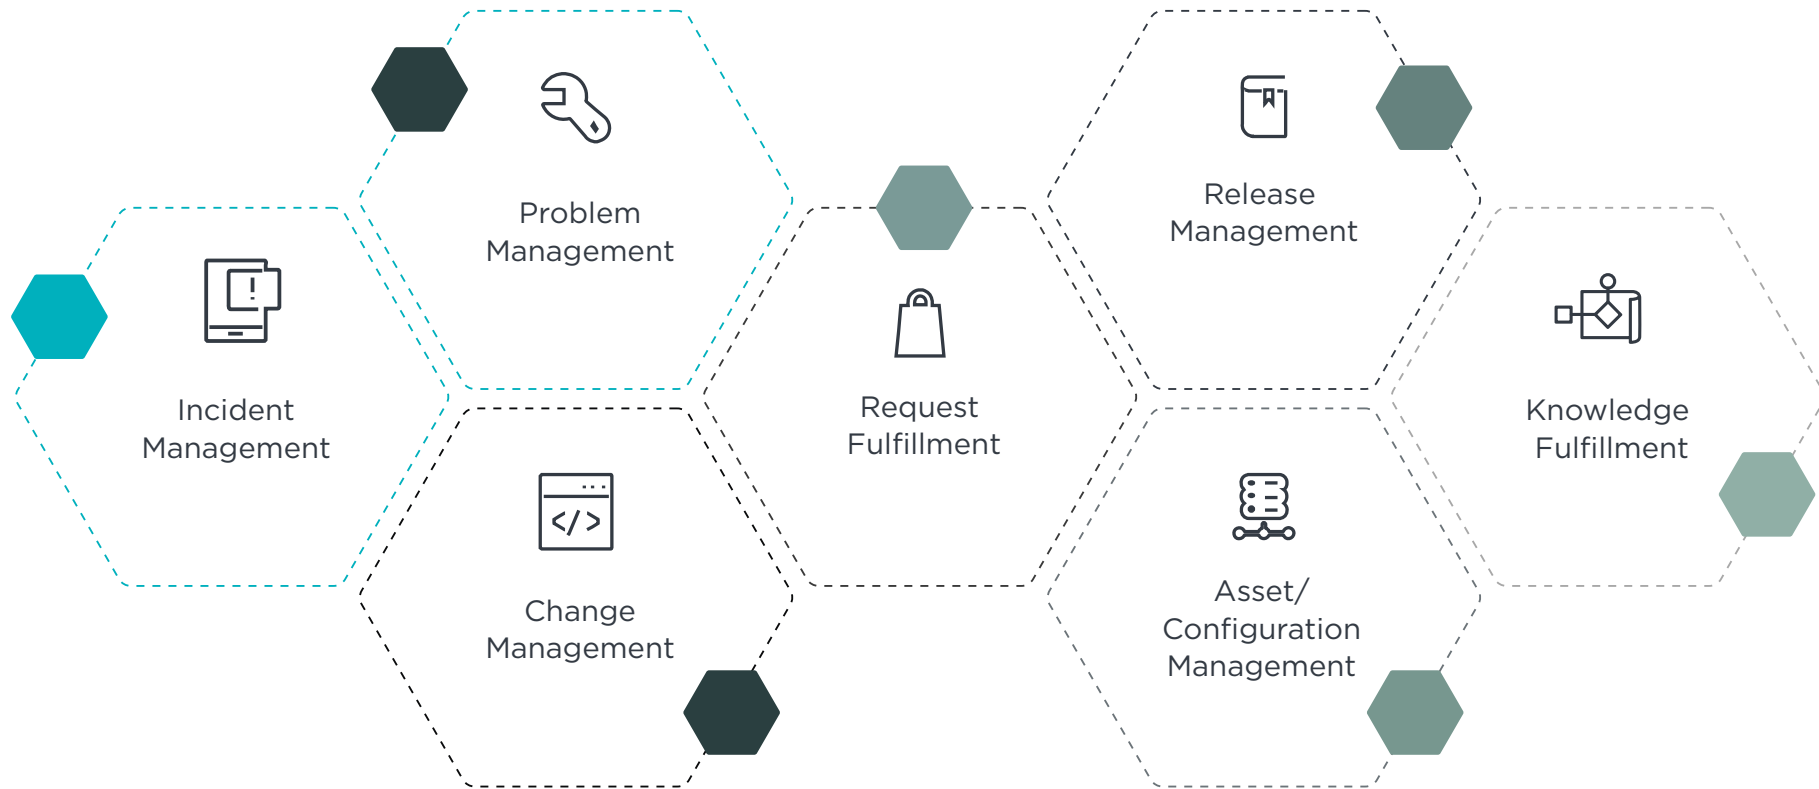 Incident
Management
Problem
Management
Change
Management
Request
Fulfillment
Release
Management
Asset/
Configuration
Management
Knowledge
Fulfillment